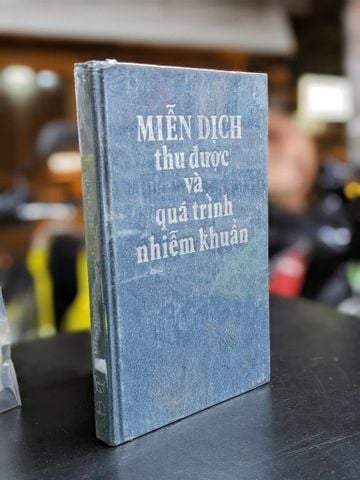 MIỄN DỊCH
thu được
và
quá trình
nhiễm khuẩn